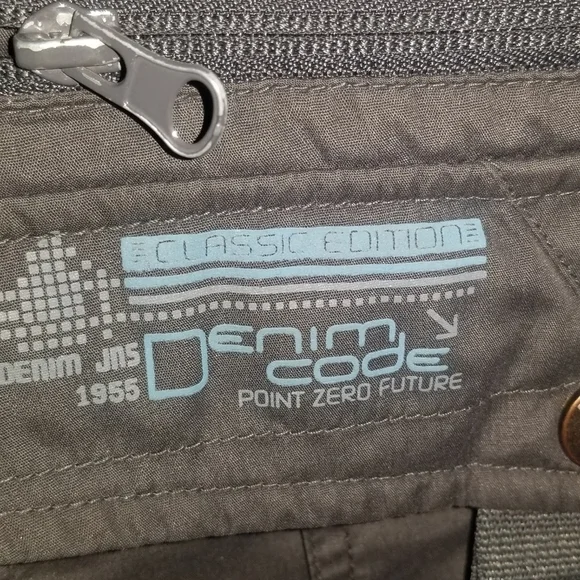 CLASSIC EDITION
DENIM JNS
1955
DENIM
CODE
POINT ZERO FUTURE